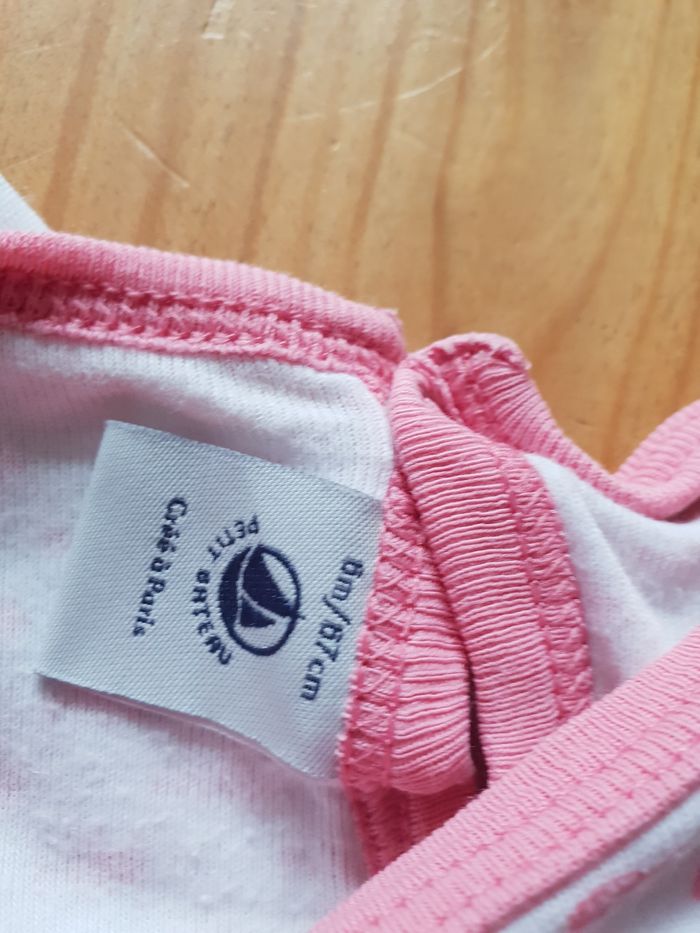 6m/67cm
PETIT BATEAU
Créé à Paris